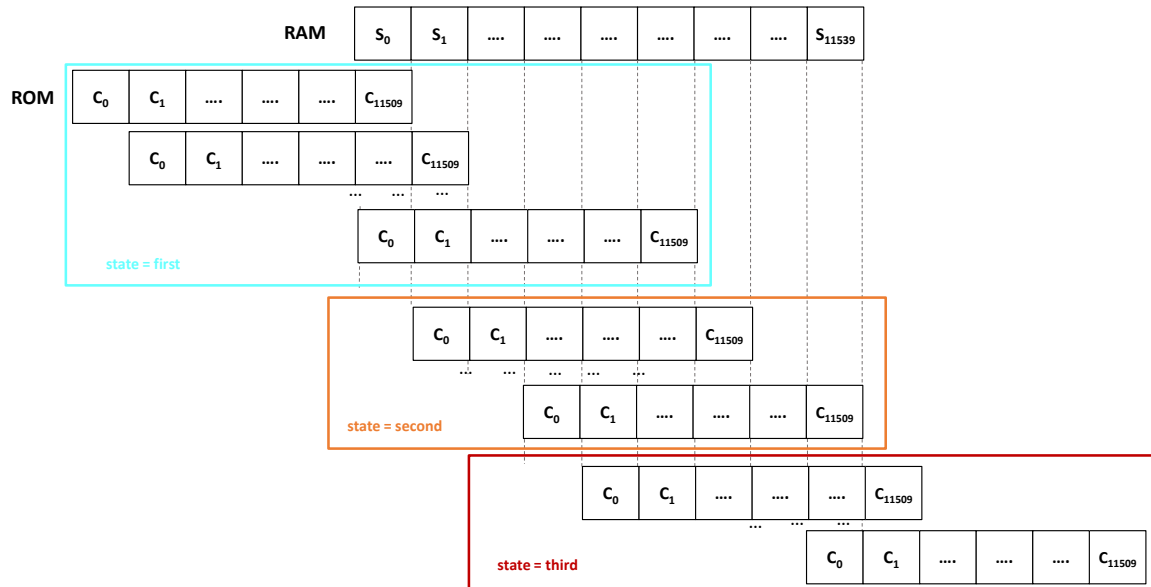 RAM S0 S1 .... .... .... .... .... .... S11539
ROM C0 C1 .... .... .... C11509
C0 C1 .... .... .... C11509
... ... ...
C0 C1 .... .... .... C11509
state = first
C0 C1 .... .... .... C11509
... ... ... ... ...
C0 C1 .... .... .... C11509
state = second
C0 C1 .... .... .... C11509
... ... ...
C0 C1 .... .... .... C11509
state = third